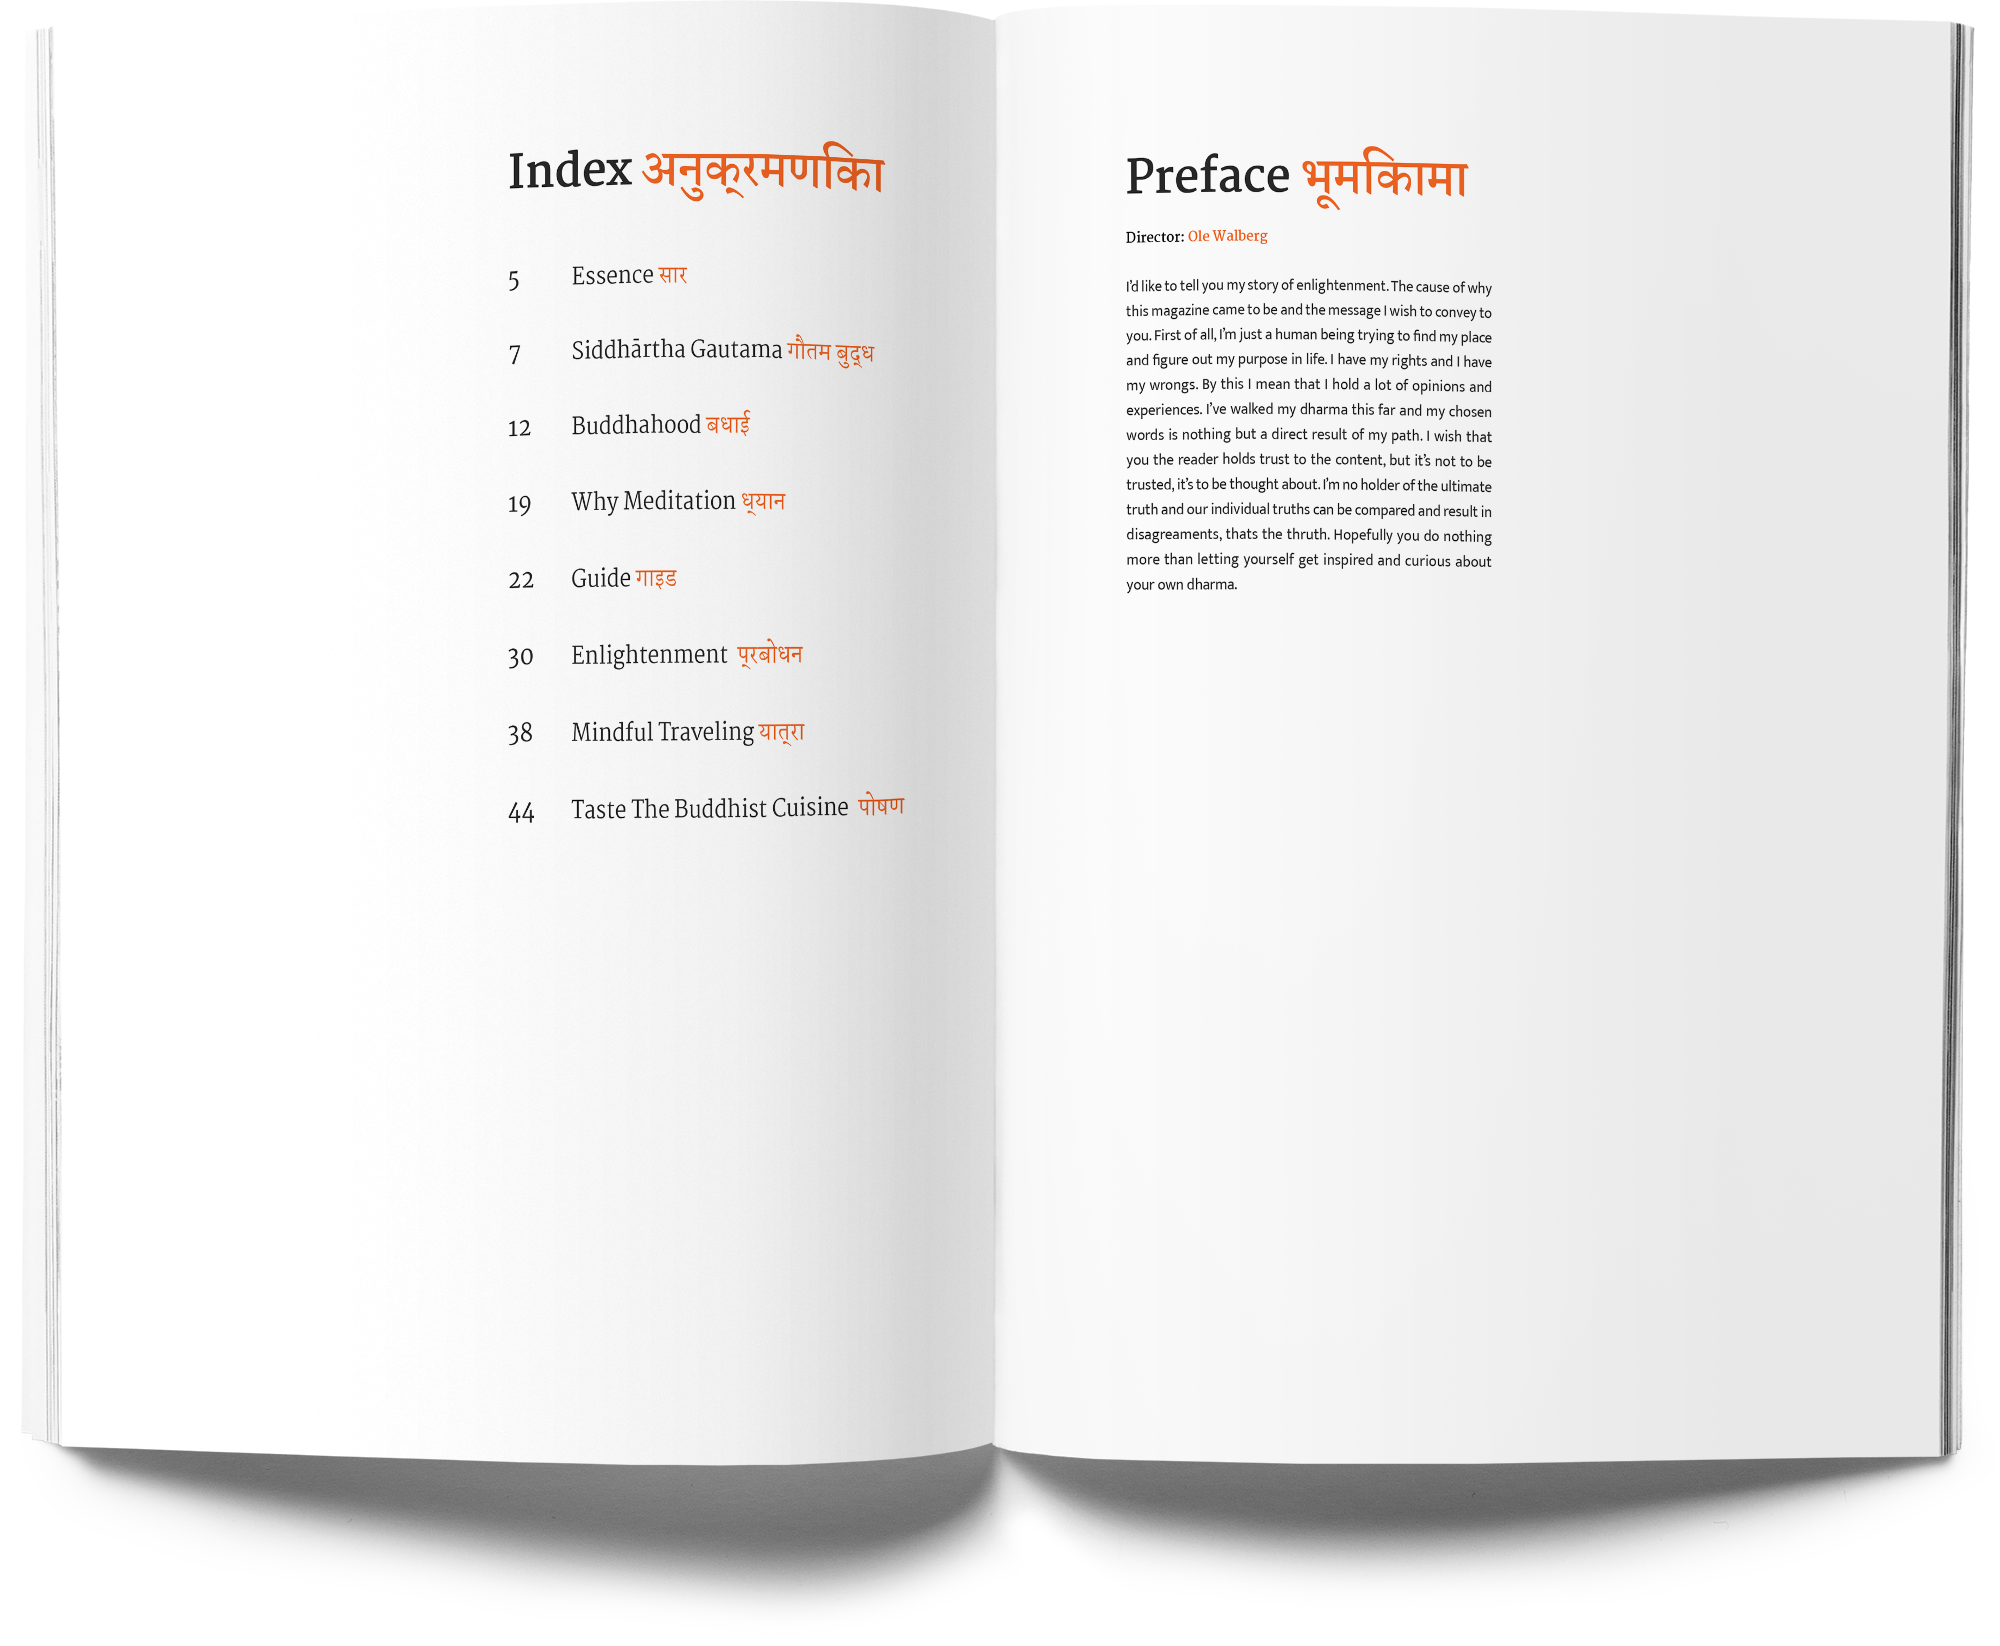 Index अनुक्‌रमणकिा
5 Essence सार
7 Siddhārtha Gautama गौतम बुद्‌ध
12 Buddhahood बधाई
19 Why Meditation ध्‌यान
22 Guide गाइड
30 Enlightenment प्‌रबोधन
38 Mindful Traveling यात्‌रा
44 Taste The Buddhist Cuisine पोषण
Preface भूमकिामा
Director: Ole Walberg
I’d like to tell you my story of enlightenment. The cause of why
this magazine came to be and the message I wish to convey to
you. First of all, I’m just a human being trying to find my place
and figure out my purpose in life. I have my rights and I have
my wrongs. By this I mean that I hold a lot of opinions and
experiences. I’ve walked my dharma this far and my chosen
words is nothing but a direct result of my path. I wish that
you the reader holds trust to the content, but it’s not to be
trusted, it’s to be thought about. I’m no holder of the ultimate
truth and our individual truths can be compared and result in
disagreaments, thats the thruth. Hopefully you do nothing
more than letting yourself get inspired and curious about
your own dharma.